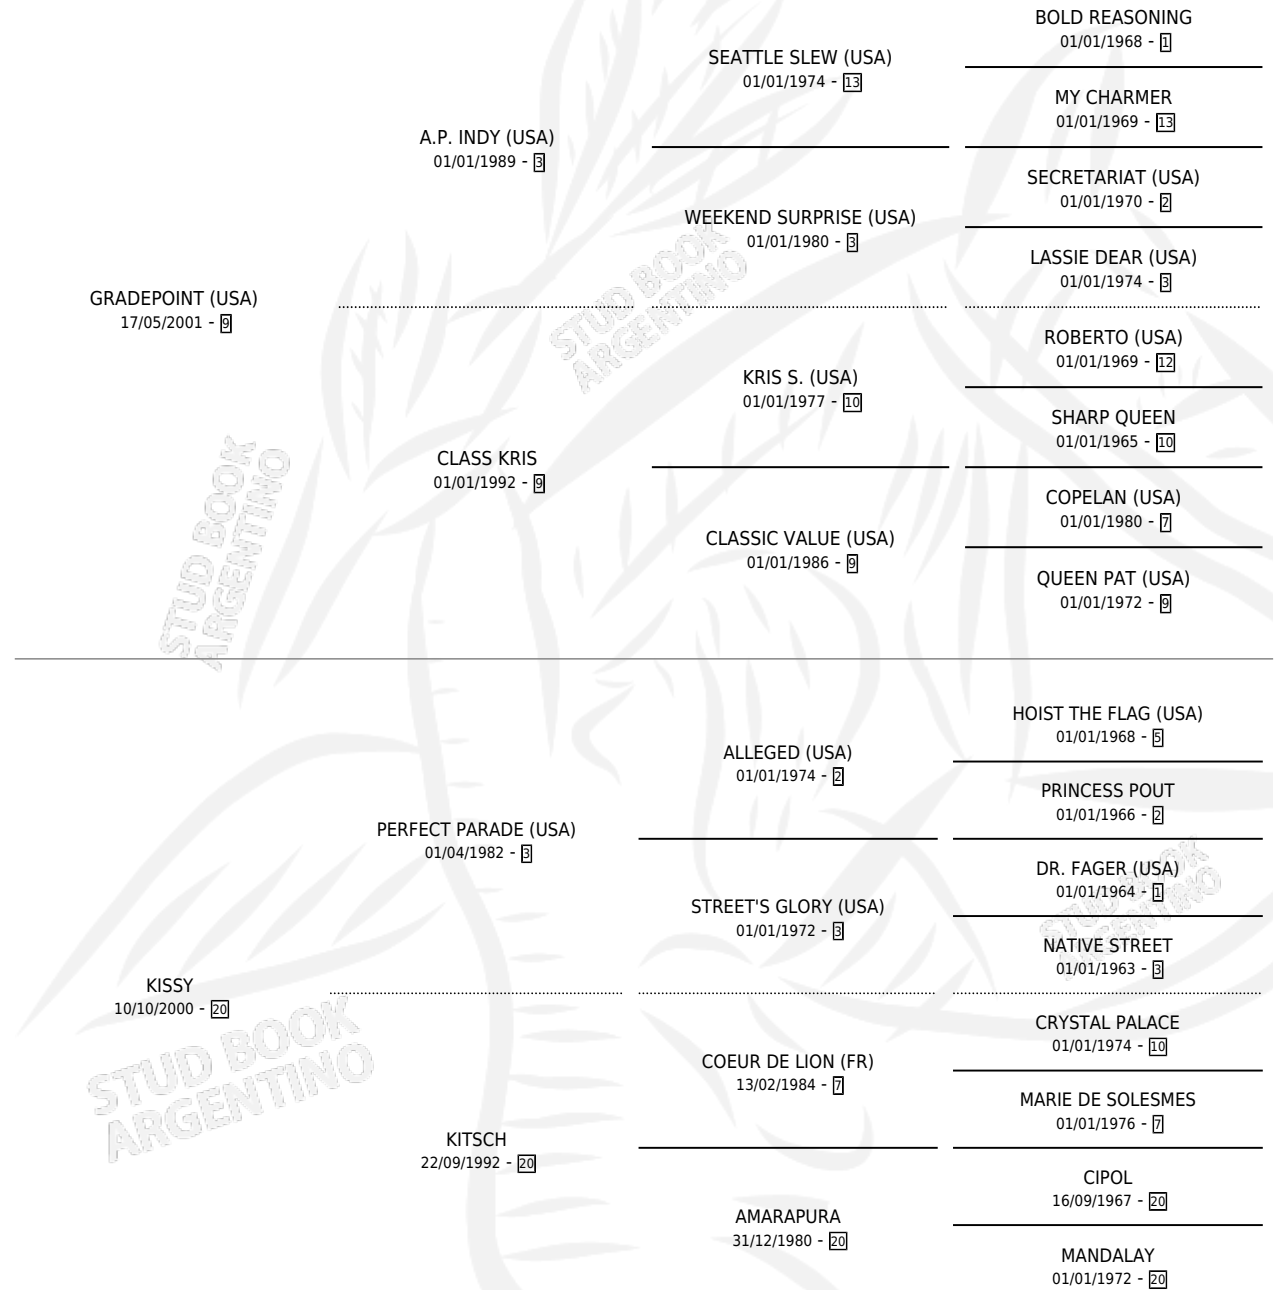 BOLD REASONING
01/01/1968 - 1
SEATTLE SLEW (USA)
01/01/1974 - 13
MY CHARMER
01/01/1969 - 13
A.P. INDY (USA)
01/01/1989 - 3
SECRETARIAT (USA)
01/01/1970 - 2
WEEKEND SURPRISE (USA)
01/01/1980 - 3
LASSIE DEAR (USA)
01/01/1974 - 3
GRADEPOINT (USA)
17/05/2001 - 9
ROBERTO (USA)
01/01/1969 - 12
KRIS S. (USA)
01/01/1977 - 10
SHARP QUEEN
01/01/1965 - 10
CLASS KRIS
01/01/1992 - 9
COPELAN (USA)
01/01/1980 - 7
CLASSIC VALUE (USA)
01/01/1986 - 9
QUEEN PAT (USA)
01/01/1972 - 9
HOIST THE FLAG (USA)
01/01/1968 - 5
ALLEGED (USA)
01/01/1974 - 2
PRINCESS POUT
01/01/1966 - 2
PERFECT PARADE (USA)
01/04/1982 - 3
DR. FAGER (USA)
01/01/1964 - 1
STREET'S GLORY (USA)
01/01/1972 - 3
NATIVE STREET
01/01/1963 - 3
KISSY
10/10/2000 - 20
CRYSTAL PALACE
01/01/1974 - 10
COEUR DE LION (FR)
13/02/1984 - 7
MARIE DE SOLESMES
01/01/1976 - 7
KITSCH
22/09/1992 - 20
CIPOL
16/09/1967 - 20
AMARAPURA
31/12/1980 - 20
MANDALAY
01/01/1972 - 20
STUD BOOK
ARGENTINO
STUD BOOK
ARGENTINO
STUD BOOK
ARGENTINO
STUD BOOK
ARGENTINO